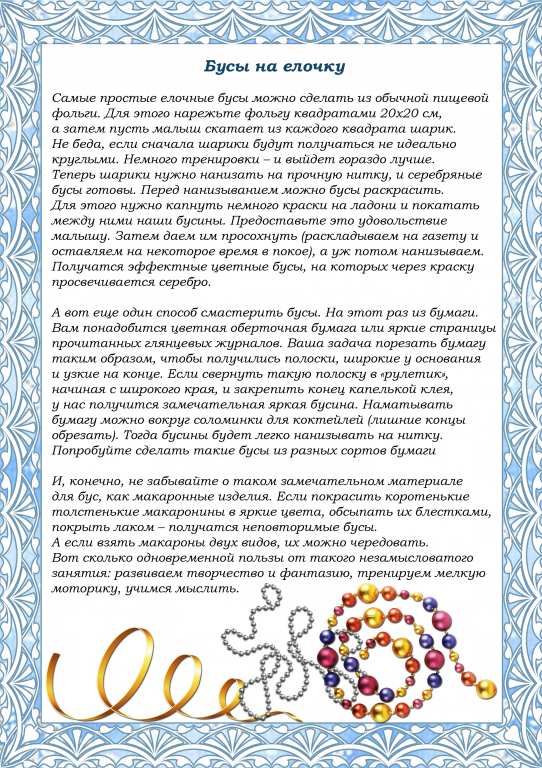 Бусы на елочку
Самые простые елочные бусы можно сделать из обычной пищевой
фольги. Для этого нарежьте фольгу квадратами 20х20 см,
а затем пусть малыш скатает из каждого квадрата шарик.
Не беда, если сначала шарики будут получаться не идеально
круглыми. Немного тренировки – и выйдет гораздо лучше.
Теперь шарики нужно нанизать на прочную нитку, и серебряные
бусы готовы. Перед нанизыванием можно бусы раскрасить.
Для этого нужно капнуть немного краски на ладони и покатать
между ними наши бусины. Предоставьте это удовольствие
малышу. Затем даем им просохнуть (раскладываем на газету и
оставляем на некоторое время в покое), а уж потом нанизываем.
Получатся эффектные цветные бусы, на которых через краску
просвечивается серебро.
А вот еще один способ смастерить бусы. На этот раз из бумаги.
Вам понадобится цветная оберточная бумага или яркие страницы
прочитанных глянцевых журналов. Ваша задача порезать бумагу
таким образом, чтобы получились полоски, широкие у основания
и узкие на конце. Если свернуть такую полоску в «рулетик»,
начиная с широкого края, и закрепить конец капелькой клея,
у нас получится замечательная яркая бусина. Наматывать
бумагу можно вокруг соломинки для коктейлей (лишние концы
обрезать). Тогда бусины будет легко нанизывать на нитку.
Попробуйте сделать такие бусы из разных сортов бумаги
И, конечно, не забывайте о таком замечательном материале
для бус, как макаронные изделия. Если покрасить коротенькие
толстенькие макаронины в яркие цвета, обсыпать их блестками,
покрыть лаком – получатся неповторимые бусы.
А если взять макароны двух видов, их можно чередовать.
Вот сколько одновременной пользы от такого незамысловатого
занятия: развиваем творчество и фантазию, тренируем мелкую
моторику, учимся мыслить.